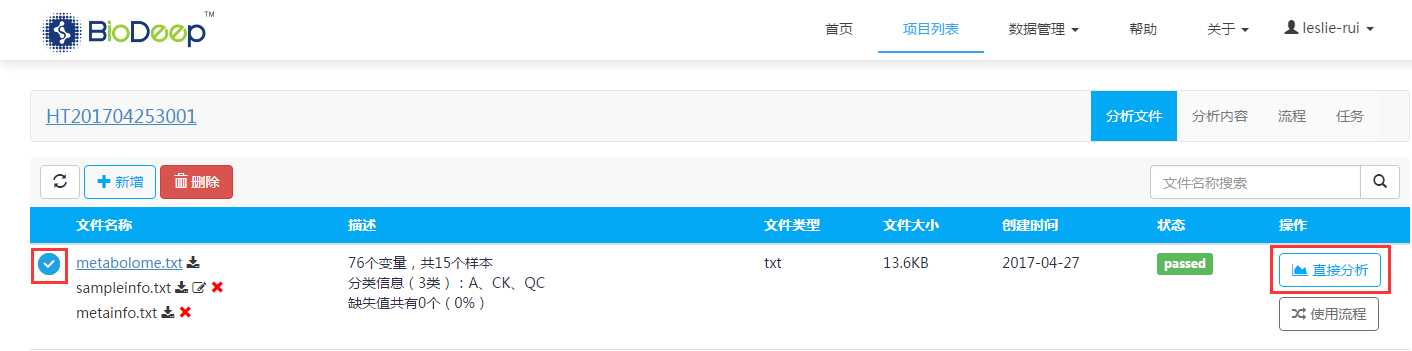 BioDeep™
首页 项目列表 数据管理 帮助 关于 leslie-rui
HT201704253001 分析文件 分析内容 流程 任务
新增 删除 文件名称搜索
文件名称 描述 文件类型 文件大小 创建时间 状态 操作
metabolome.txt 76个变量，共15个样本 txt 13.6KB 2017-04-27 passed 直接分析
sampleinfo.txt 分类信息（3类）：A、CK、QC
metainfo.txt 缺失值共有0个（0%） 使用流程